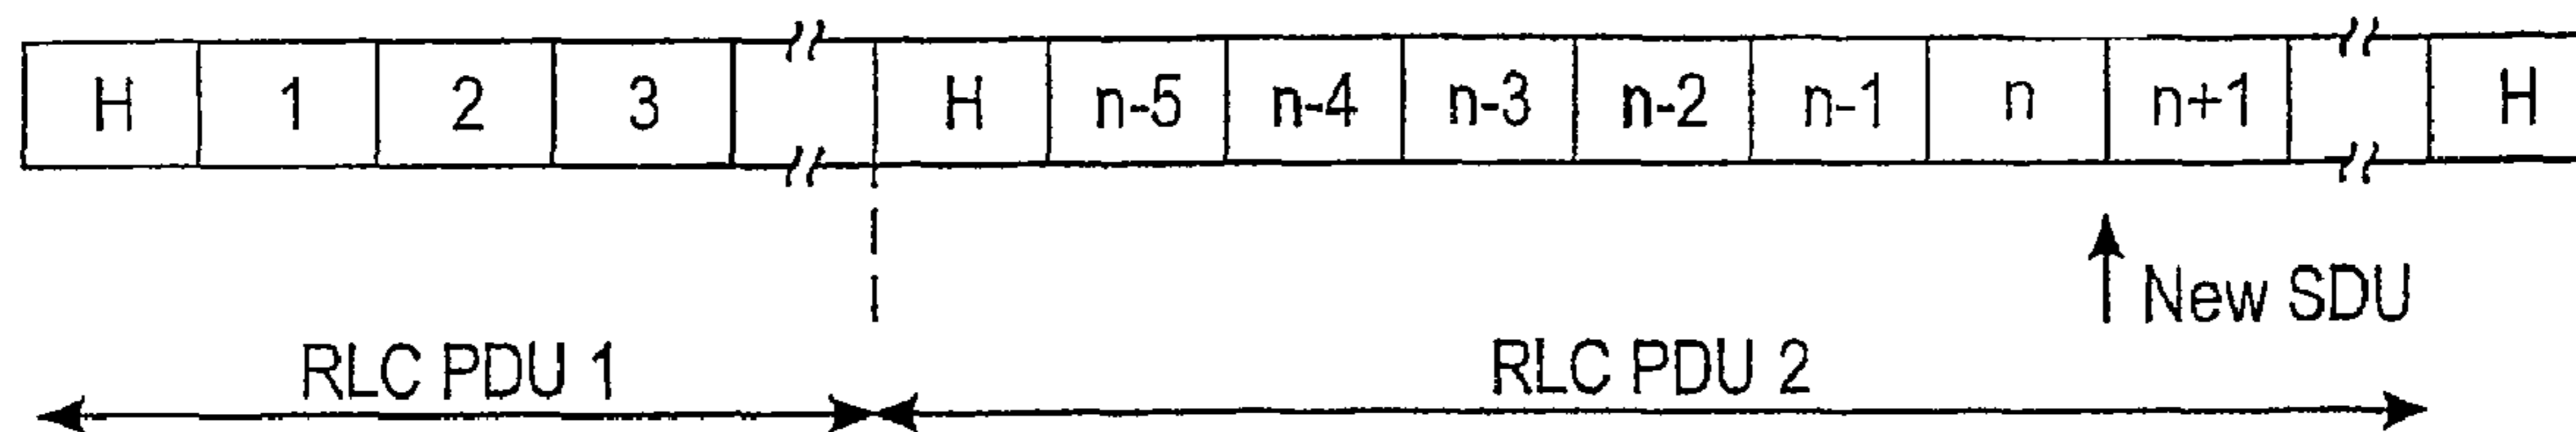 H 1 2 3 H n-5 n-4 n-3 n-2 n-1 n n+1 H
New SDU
RLC PDU 1 RLC PDU 2